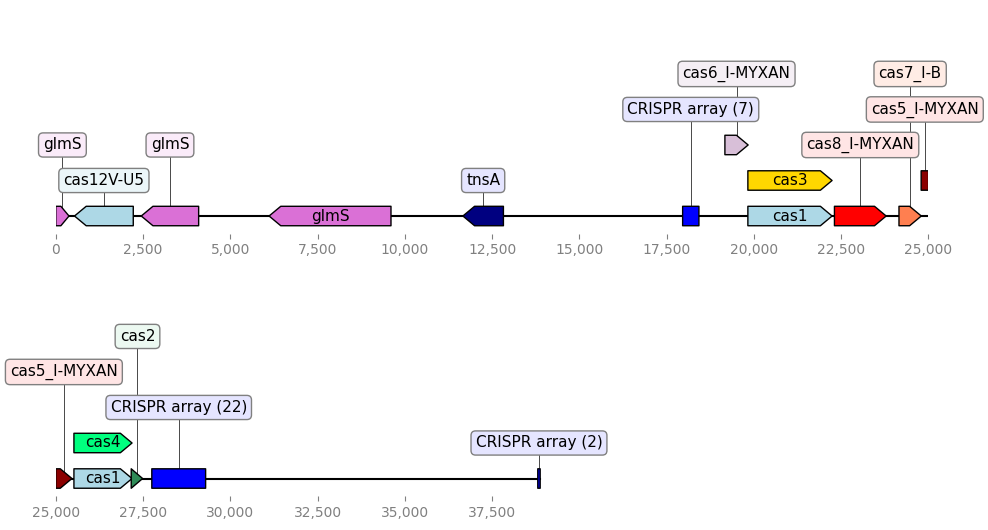 cas6_I-MYXAN
cas7_I-B
CRISPR array (7)
cas5_I-MYXAN
glmS
glmS
cas8_I-MYXAN
cas12V-U5
tnsA
cas3
glmS
cas1
0
2,500
5,000
7,500
10,000
12,500
15,000
17,500
20,000
22,500
25,000
cas2
cas5_I-MYXAN
CRISPR array (22)
cas4
CRISPR array (2)
cas1
25,000
27,500
30,000
32,500
35,000
37,500